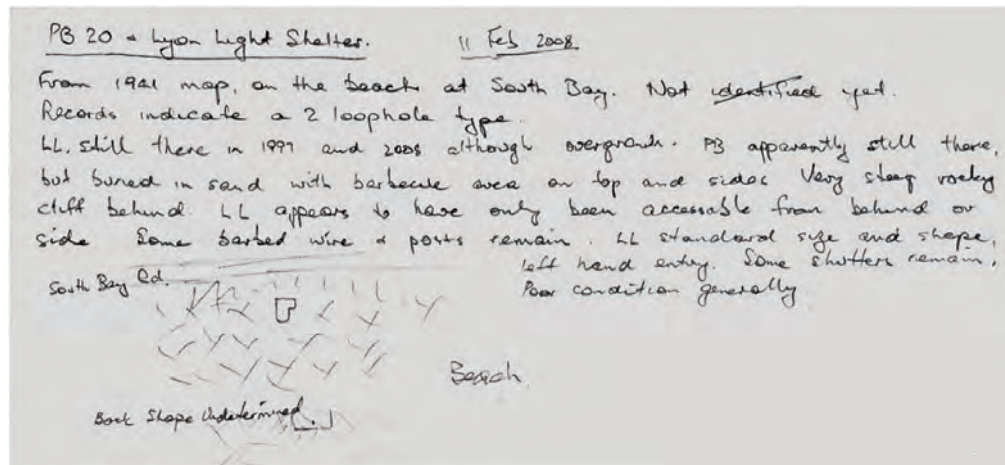 PB 20 & Lyon Light Shelter. 11 Feb 2008
From 1941 map, on the beach at South Bay. Not identified yet.
Records indicate a 2 loophole type.
LL. still there in 1997 and 2008 although overgrown. PB apparently still there,
but buried in sand with barbecue area on top and sides Very steep rocky
cliff behind. LL appears to have only been accessable from behind or
side Some barbed wire & posts remain. LL standard size and shape,
left hand entry. Some shutters remain,
Poor condition generally
South Bay Rd.
Beach
Back Shape Undetermined.